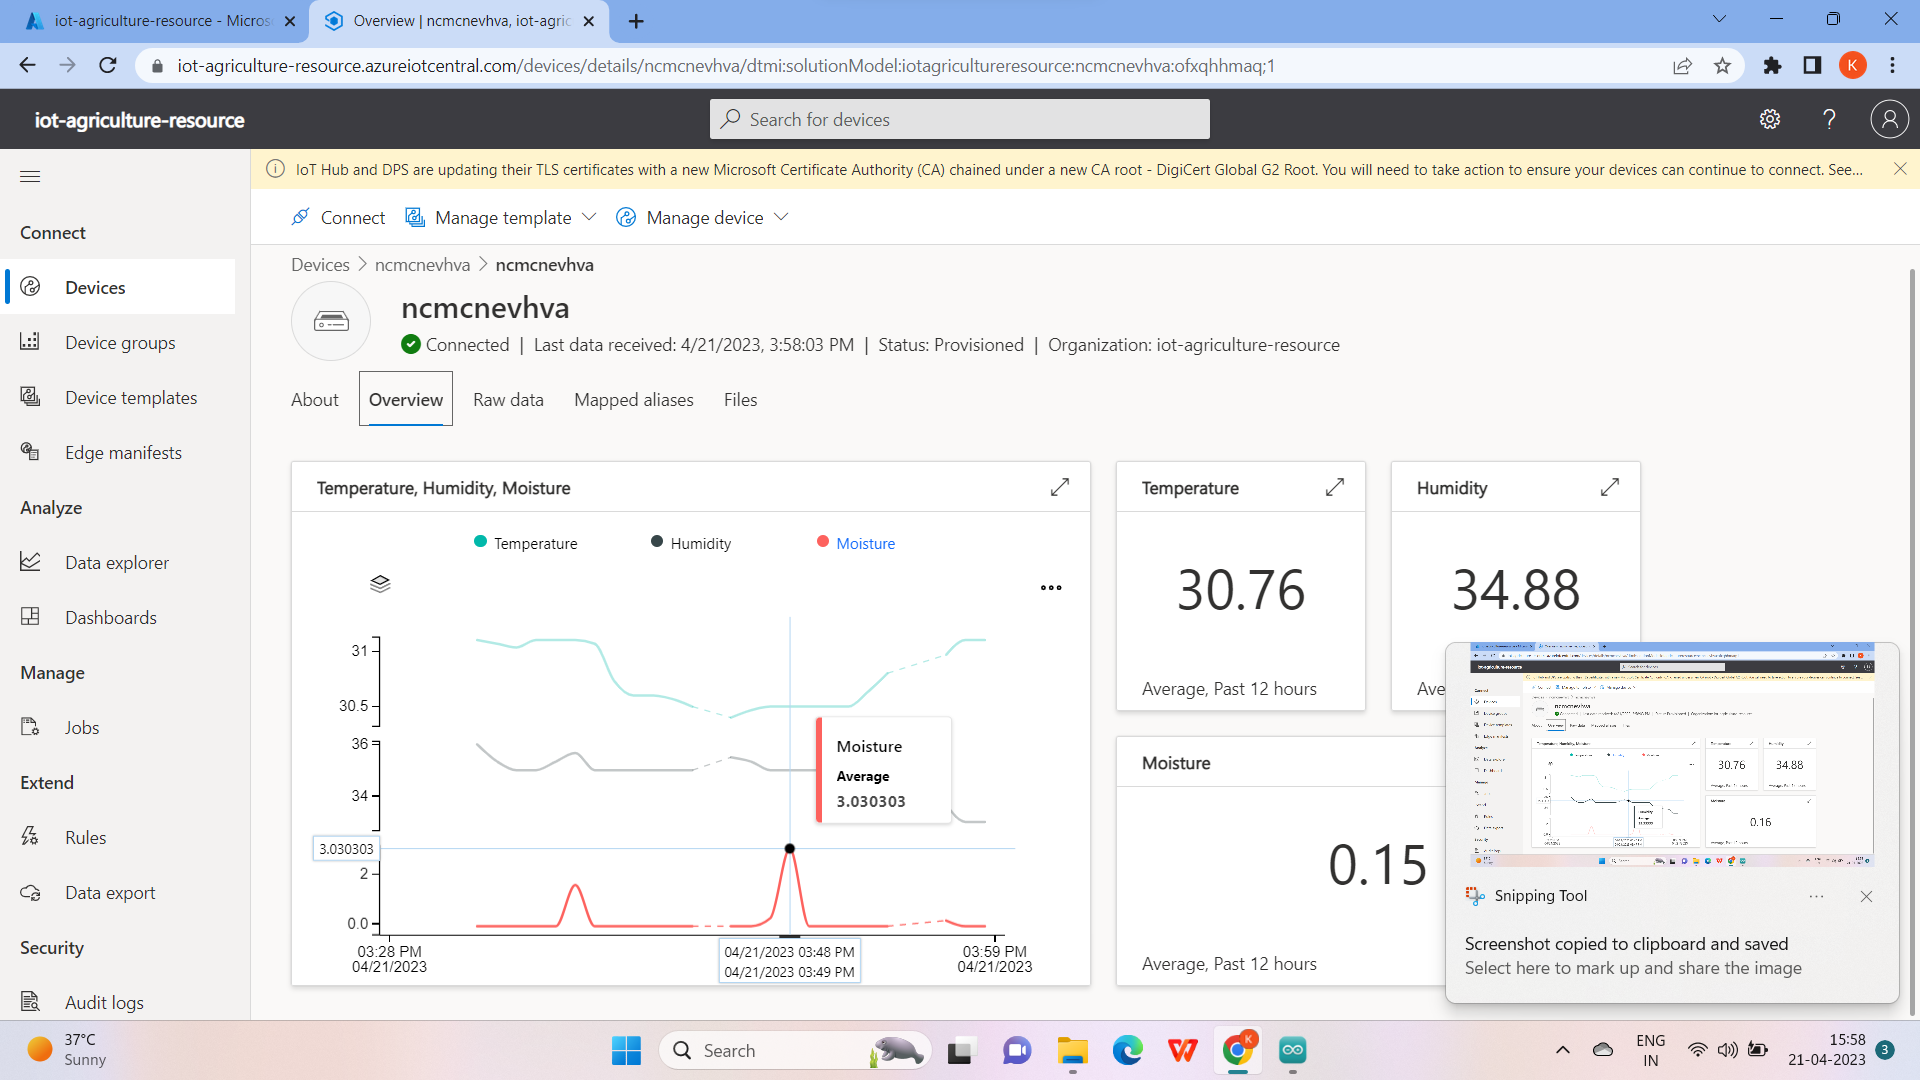 iot-agriculture-resource - Micros
Overview | ncmcnevhva, iot-agric
iot-agriculture-resource.azureiotcentral.com/devices/details/ncmcnevhva/dtmi:solutionModel:iotagricultureresource:ncmcnevhva:ofxqhhmaq;1
K
iot-agriculture-resource
Search for devices
?
IoT Hub and DPS are updating their TLS certificates with a new Microsoft Certificate Authority (CA) chained under a new CA root - DigiCert Global G2 Root. You will need to take action to ensure your devices can continue to connect. See...
Connect
Manage template
Manage device
Connect
Devices
Device groups
Device templates
Edge manifests
Analyze
Data explorer
Dashboards
Manage
Jobs
Extend
Rules
Data export
Security
Audit logs
Devices > ncmcnevhva > ncmcnevhva
ncmcnevhva
Connected | Last data received: 4/21/2023, 3:58:03 PM | Status: Provisioned | Organization: iot-agriculture-resource
About
Overview
Raw data
Mapped aliases
Files
Temperature, Humidity, Moisture
Temperature
Humidity
Moisture
31
30.5
36
34
3.030303
2
0.0
Moisture
Average
3.030303
03:28 PM
04/21/2023
04/21/2023 03:48 PM
04/21/2023 03:49 PM
03:59 PM
04/21/2023
Temperature
30.76
Average, Past 12 hours
Humidity
34.88
Ave
Moisture
0.15
Average, Past 12 hours
30.76
34.88
0.16
Snipping Tool
Screenshot copied to clipboard and saved
Select here to mark up and share the image
37°C
Sunny
Search
K
ENG
IN
15:58
21-04-2023
3